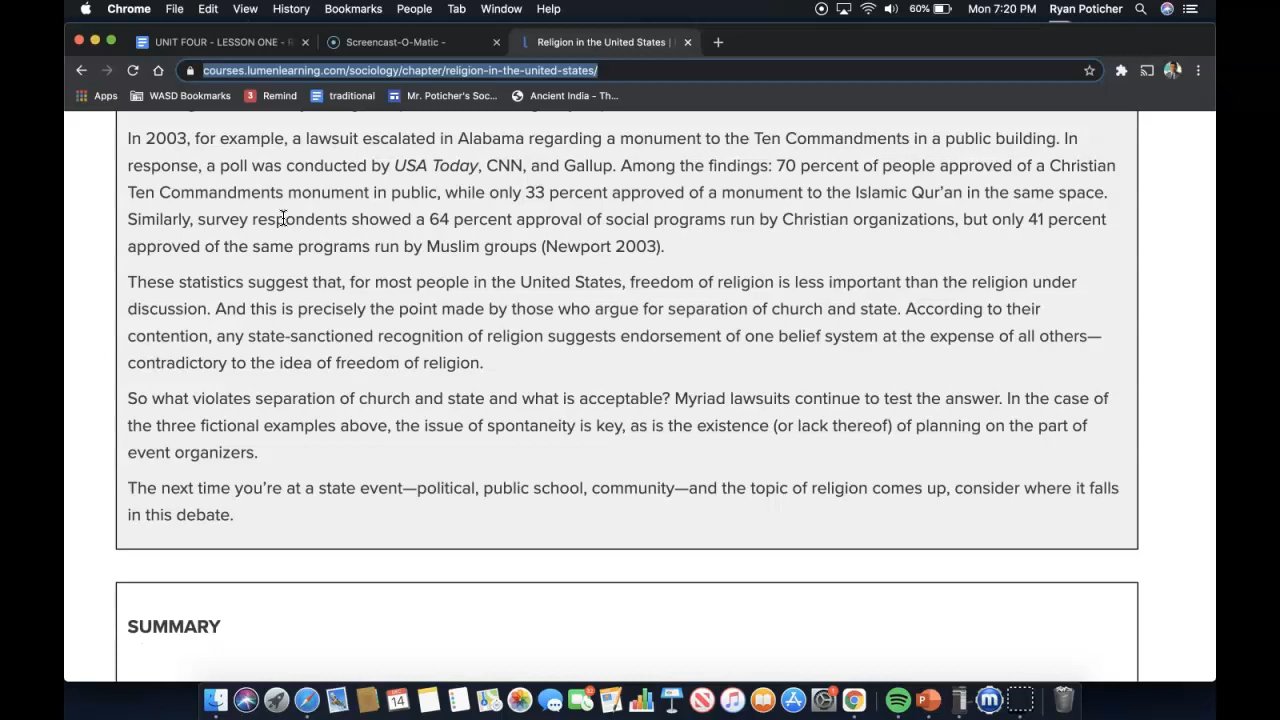 Chrome File Edit View History Bookmarks People Tab Window Help 60% Mon 7:20 PM Ryan Poticher
UNIT FOUR - LESSON ONE - R Screencast-O-Matic - Religion in the United States |
courses.lumenlearning.com/sociology/chapter/religion-in-the-united-states/
Apps WASD Bookmarks 3 Remind traditional Mr. Poticher's Soc... Ancient India - Th...
In 2003, for example, a lawsuit escalated in Alabama regarding a monument to the Ten Commandments in a public building. In
response, a poll was conducted by USA Today, CNN, and Gallup. Among the findings: 70 percent of people approved of a Christian
Ten Commandments monument in public, while only 33 percent approved of a monument to the Islamic Qur'an in the same space.
Similarly, survey respondents showed a 64 percent approval of social programs run by Christian organizations, but only 41 percent
approved of the same programs run by Muslim groups (Newport 2003).
These statistics suggest that, for most people in the United States, freedom of religion is less important than the religion under
discussion. And this is precisely the point made by those who argue for separation of church and state. According to their
contention, any state-sanctioned recognition of religion suggests endorsement of one belief system at the expense of all others—
contradictory to the idea of freedom of religion.
So what violates separation of church and state and what is acceptable? Myriad lawsuits continue to test the answer. In the case of
the three fictional examples above, the issue of spontaneity is key, as is the existence (or lack thereof) of planning on the part of
event organizers.
The next time you're at a state event—political, public school, community—and the topic of religion comes up, consider where it falls
in this debate.
SUMMARY
14